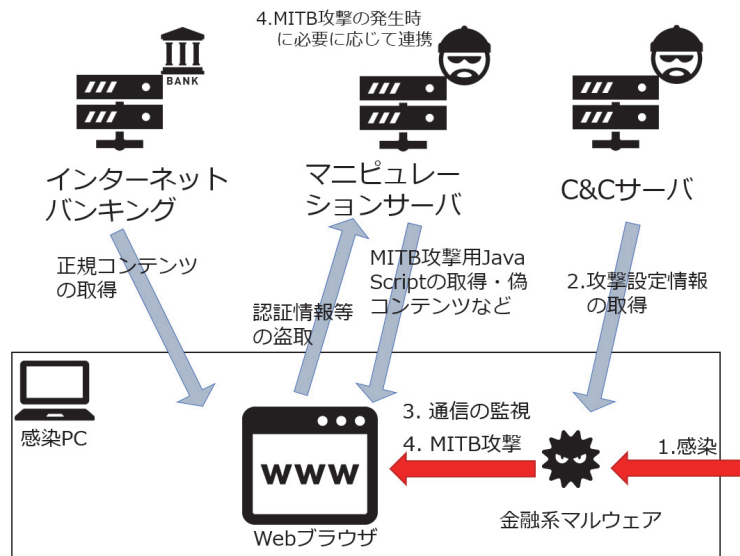 4.MITB攻撃の発生時
に必要に応じて連携
BANK
インターネット
バンキング
マニピュレー
ションサーバ
C&Cサーバ
正規コンテンツ
の取得
認証情報等
の盗取
MITB攻撃用Java
Scriptの取得・偽
コンテンツなど
2.攻撃設定情報
の取得
感染PC
3. 通信の監視
4. MITB攻撃
1.感染
www
Webブラウザ
金融系マルウェア